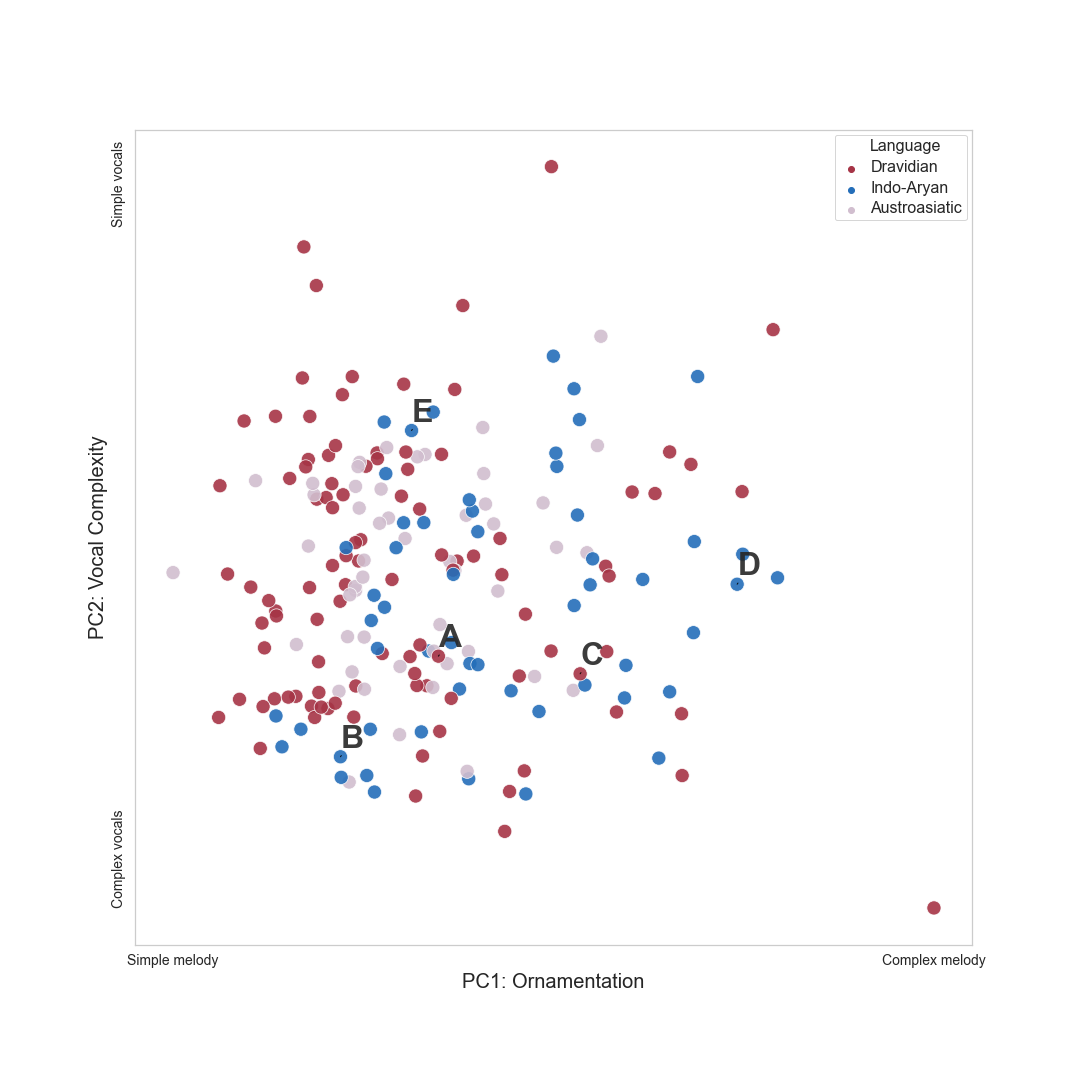 Language
Dravidian
Indo-Aryan
Austroasiatic
Simple vocals
E
D
PC2: Vocal Complexity
A
C
B
Complex vocals
Simple melody
Complex melody
PC1: Ornamentation